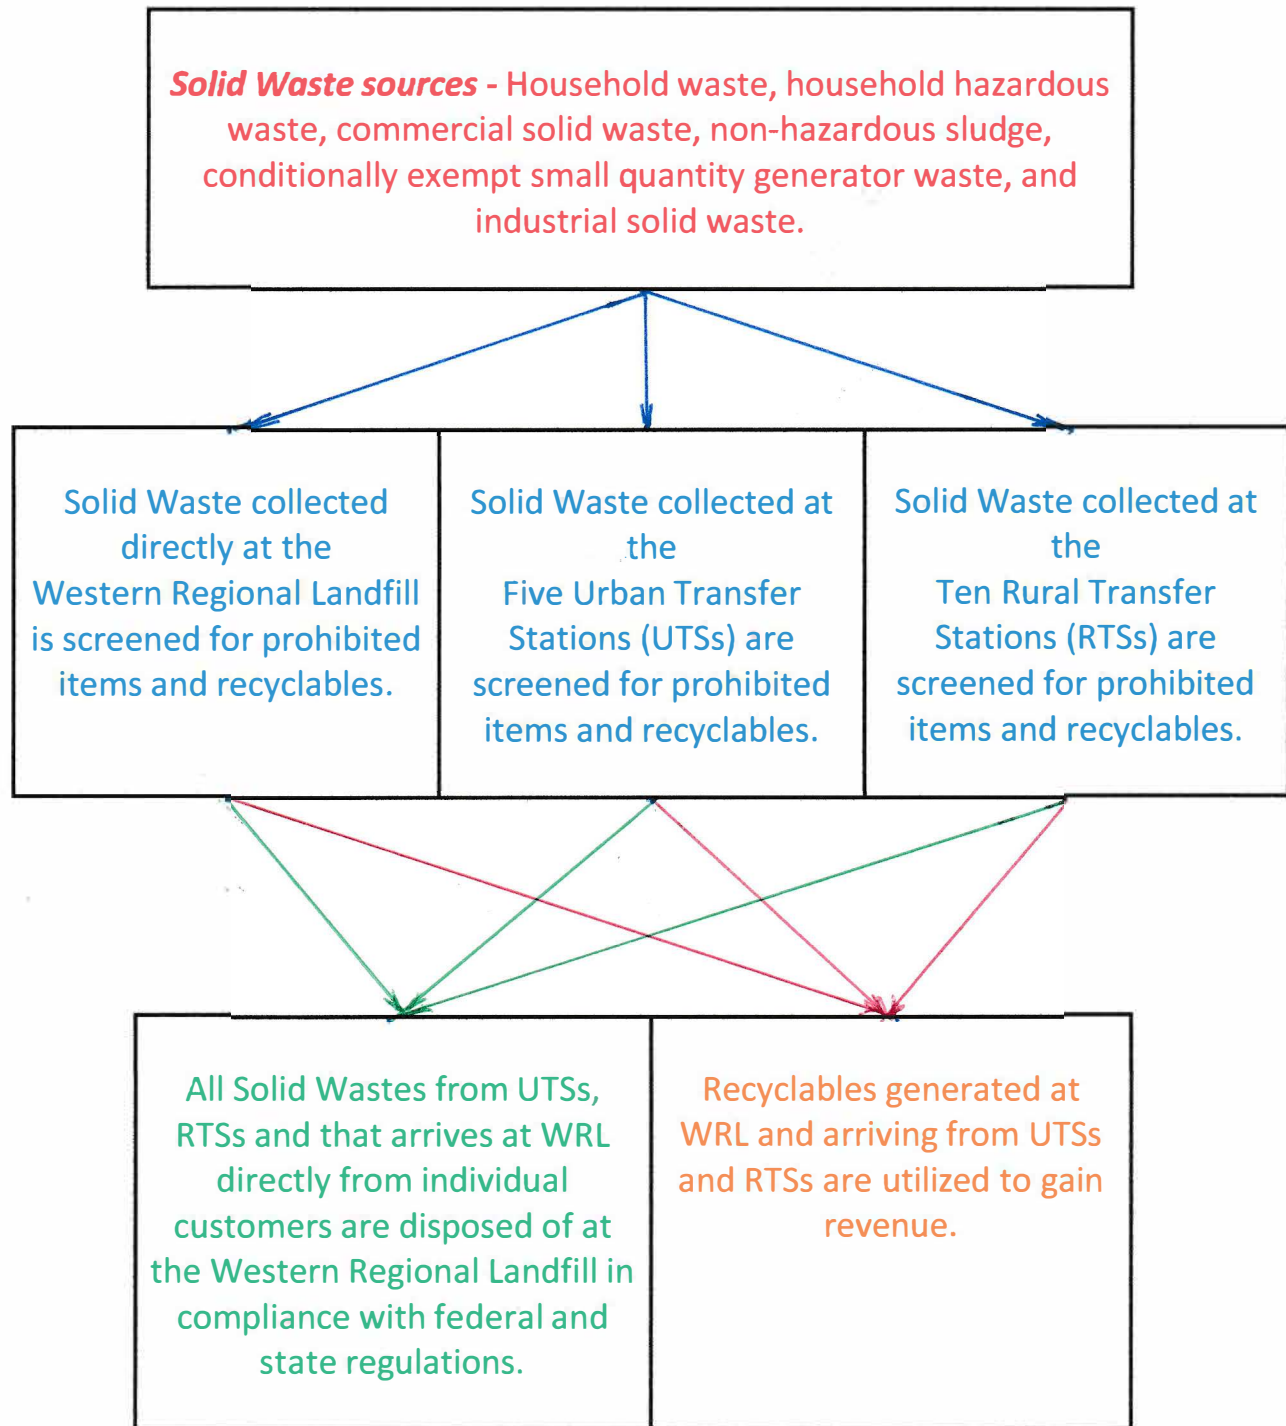 Solid Waste sources - Household waste, household hazardous
waste, commercial solid waste, non-hazardous sludge,
conditionally exempt small quantity generator waste, and
industrial solid waste.
Solid Waste collected
directly at the
Western Regional Landfill
is screened for prohibited
items and recyclables.
Solid Waste collected at
the
Five Urban Transfer
Stations (UTSs) are
screened for prohibited
items and recyclables.
Solid Waste collected at
the
Ten Rural Transfer
Stations (RTSs) are
screened for prohibited
items and recyclables.
All Solid Wastes from UTSs,
RTSs and that arrives at WRL
directly from individual
customers are disposed of at
the Western Regional Landfill in
compliance with federal and
state regulations.
Recyclables generated at
WRL and arriving from UTSs
and RTSs are utilized to gain
revenue.